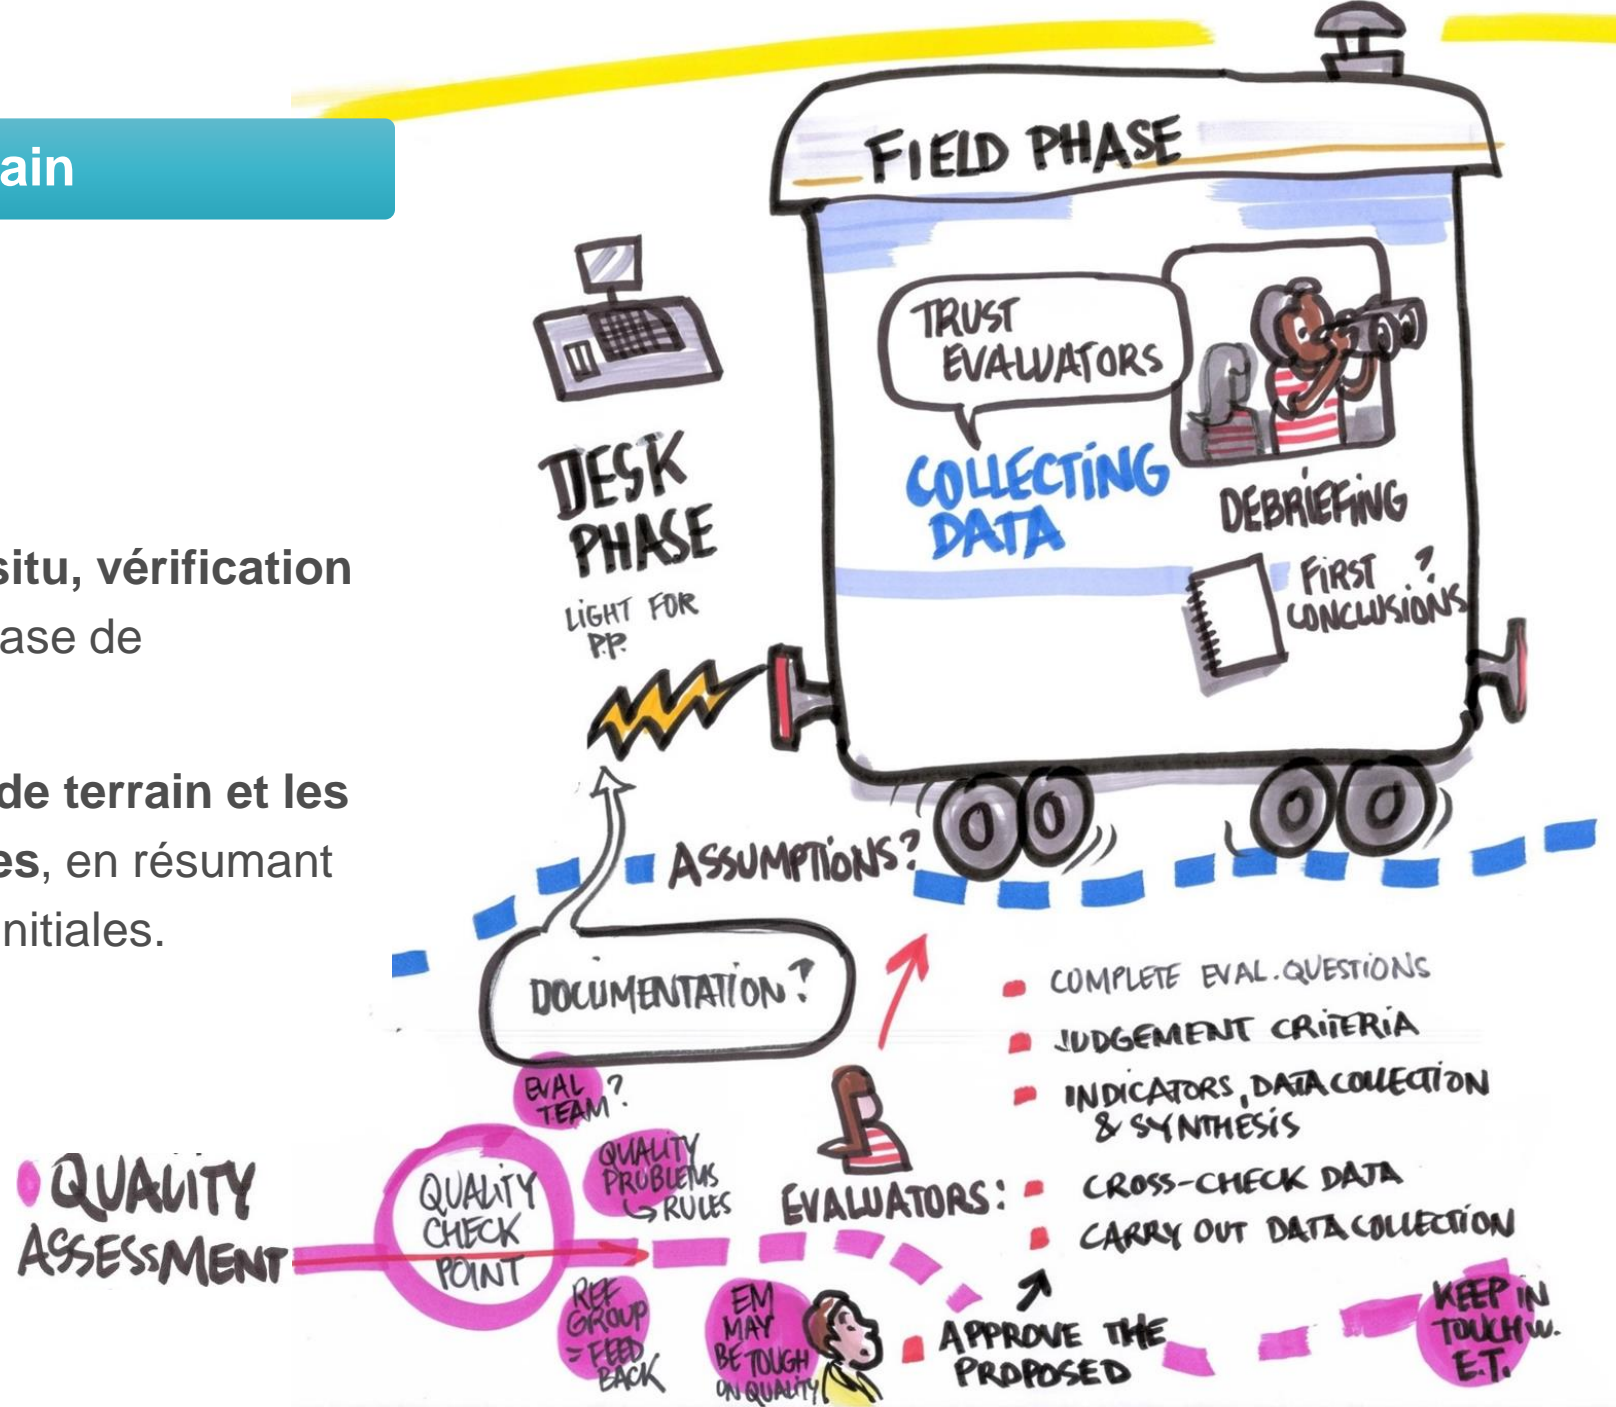 ain
situ, vérification
ase de
de terrain et les
es, en résumant
nitiales.
FIELD PHASE
TRUST
EVALUATORS
COLLECTING
DATA
DEBRIEFING
FIRST ?
CONCLUSIONS
DESK
PHASE
LIGHT FOR
P.P.
ASSUMPTIONS?
DOCUMENTATION?
EVAL
TEAM?
QUALITY
ASSESSMENT
QUALITY
CHECK
POINT
QUALITY
PROBLEMS
↳ RULES
REF
GROUP
= FEED
BACK
EM
MAY
BE TOUGH
ON QUALITY
EVALUATORS:
COMPLETE EVAL. QUESTIONS
JUDGEMENT CRITERIA
INDICATORS, DATA COLLECTION
& SYNTHESIS
CROSS-CHECK DATA
CARRY OUT DATA COLLECTION
APPROVE THE
PROPOSED
KEEP IN
TOUCH W.
E.T.